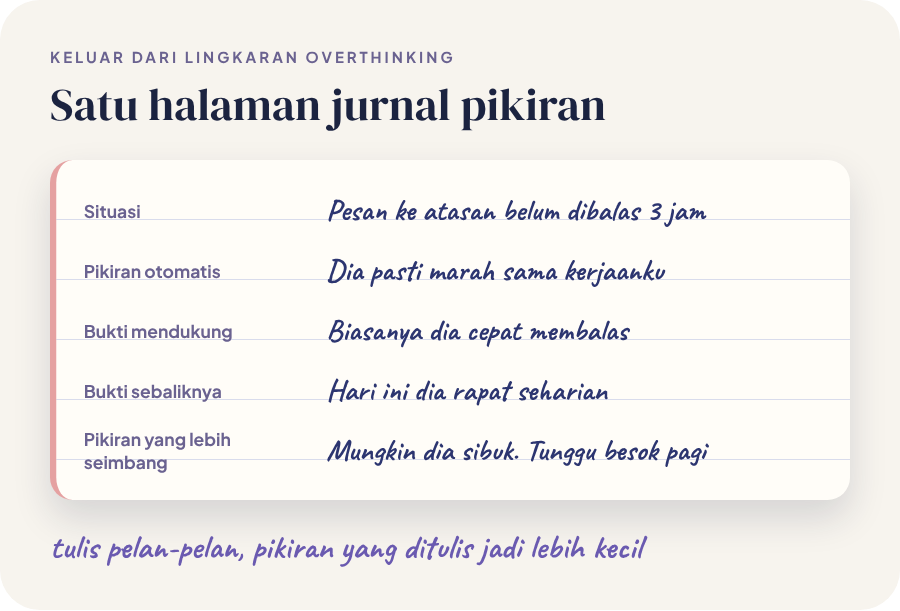 KELUAR DARI LINGKARAN OVERTHINKING
Satu halaman jurnal pikiran
Situasi
Pesan ke atasan belum dibalas 3 jam
Pikiran otomatis
Dia pasti marah sama kerjaanku
Bukti mendukung
Biasanya dia cepat membalas
Bukti sebaliknya
Hari ini dia rapat seharian
Pikiran yang lebih
seimbang
Mungkin dia sibuk. Tunggu besok pagi
tulis pelan-pelan, pikiran yang ditulis jadi lebih kecil